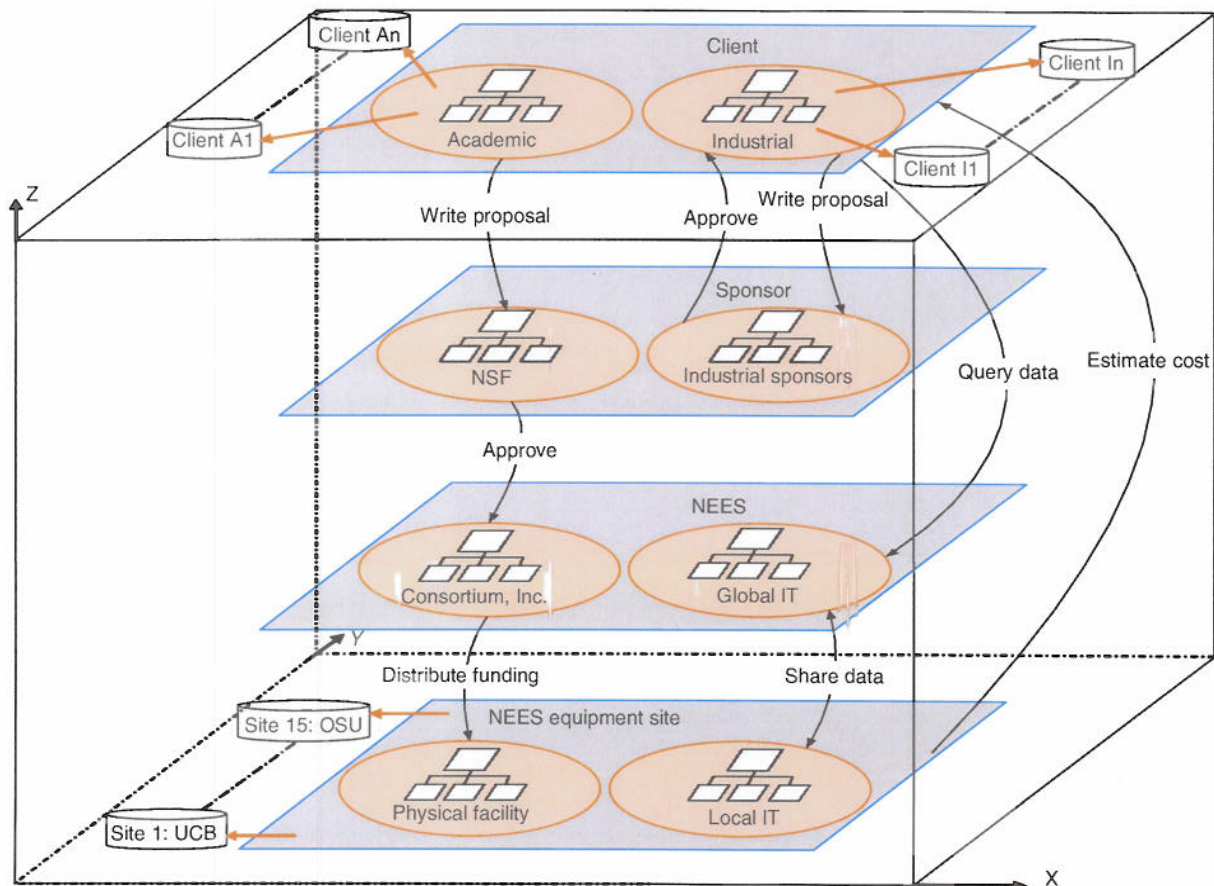 Client An
Client
Client In
Client A1
Academic
Industrial
Client I1
Z
Write proposal
Approve
Write proposal
Sponsor
NSF
Industrial sponsors
Query data
Estimate cost
Approve
NEES
Consortium, Inc.
Global IT
Y
Distribute funding
Share data
Site 15: OSU
NEES equipment site
Physical facility
Local IT
Site 1: UCB
X